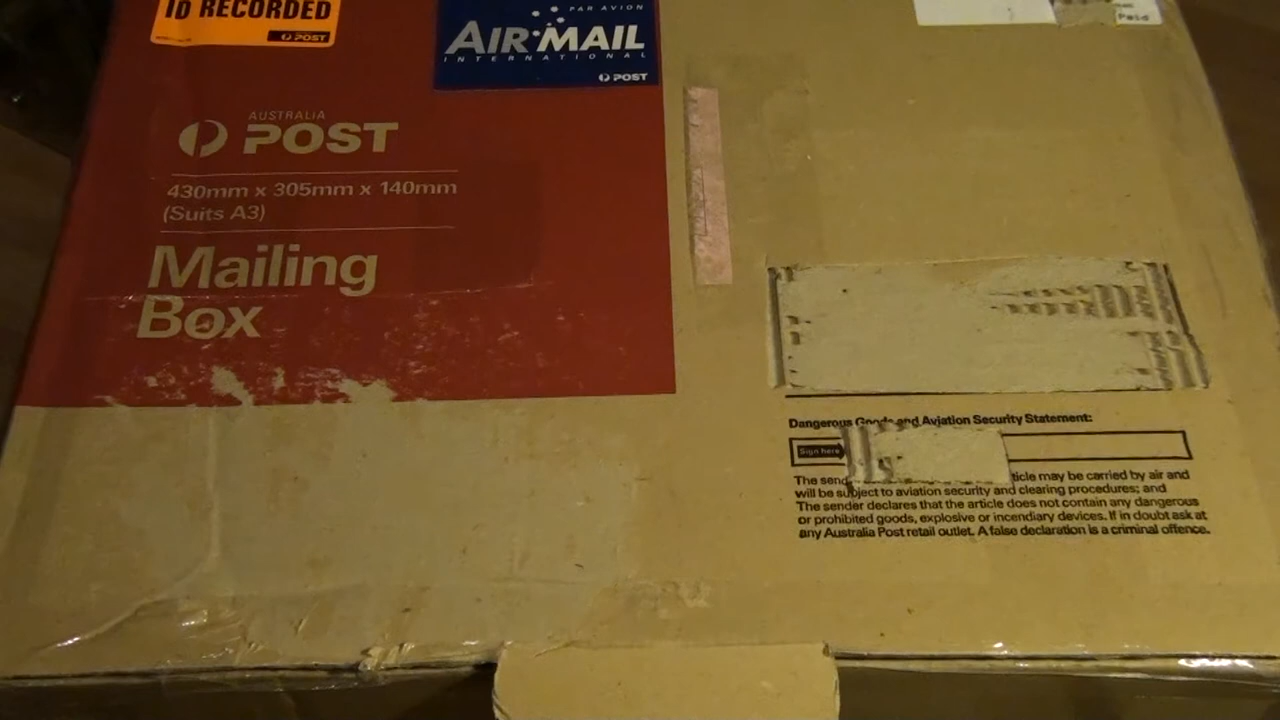 ID RECORDED
POST
PAR AVION
AIR MAIL
INTERNATIONAL
POST
Paid
AUSTRALIA
POST
430mm x 305mm x 140mm
(Suits A3)
Mailing
Box
Dangerous Goods and Aviation Security Statement:
Sign here
The send ticle may be carried by air and
will be subject to aviation security and clearing procedures; and
The sender declares that the article does not contain any dangerous
or prohibited goods, explosive or incendiary devices. If in doubt ask at
any Australia Post retail outlet. A false declaration is a criminal offence.